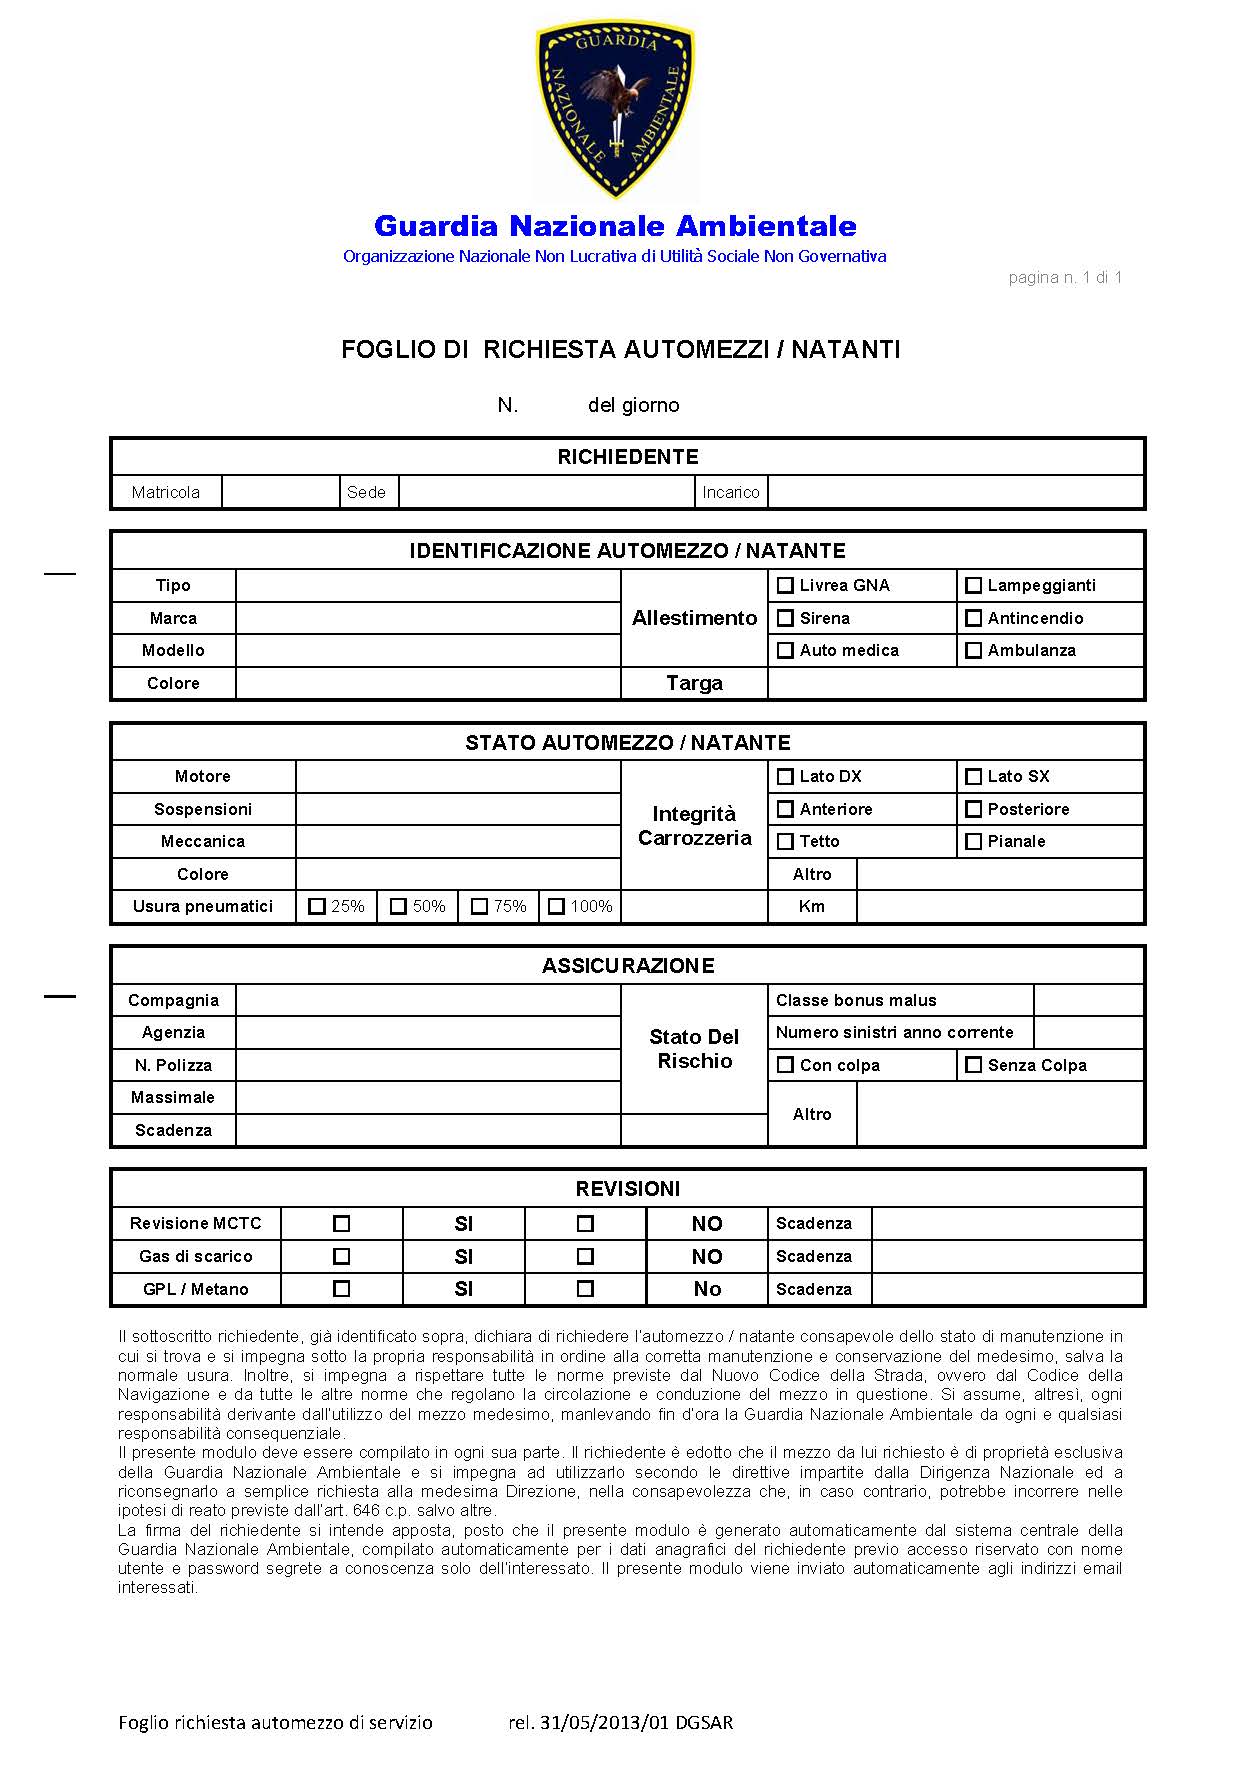 GUARDIA
NAZIONALE
AMBIENTALE
Guardia Nazionale Ambientale
Organizzazione Nazionale Non Lucrativa di Utilità Sociale Non Governativa
pagina n. 1 di 1
FOGLIO DI RICHIESTA AUTOMEZZI / NATANTI
N. del giorno
RICHIEDENTE
Matricola Sede Incarico
IDENTIFICAZIONE AUTOMEZZO / NATANTE
Tipo Livrea GNA Lampeggianti
Marca Allestimento Sirena Antincendio
Modello Auto medica Ambulanza
Colore Targa
STATO AUTOMEZZO / NATANTE
Motore Lato DX Lato SX
Sospensioni Integrità Anteriore Posteriore
Meccanica Carrozzeria Tetto Pianale
Colore Altro
Usura pneumatici 25% 50% 75% 100% Km
ASSICURAZIONE
Compagnia Classe bonus malus
Agenzia Stato Del Numero sinistri anno corrente
N. Polizza Rischio Con colpa Senza Colpa
Massimale
Altro
Scadenza
REVISIONI
Revisione MCTC SI NO Scadenza
Gas di scarico SI NO Scadenza
GPL / Metano SI No Scadenza
Il sottoscritto richiedente, già identificato sopra, dichiara di richiedere l'automezzo / natante consapevole dello stato di manutenzione in
cui si trova e si impegna sotto la propria responsabilità in ordine alla corretta manutenzione e conservazione del medesimo, salva la
normale usura. Inoltre, si impegna a rispettare tutte le norme previste dal Nuovo Codice della Strada, ovvero dal Codice della
Navigazione e da tutte le altre norme che regolano la circolazione e conduzione del mezzo in questione. Si assume, altresì, ogni
responsabilità derivante dall'utilizzo del mezzo medesimo, manlevando fin d'ora la Guardia Nazionale Ambientale da ogni e qualsiasi
responsabilità consequenziale.
Il presente modulo deve essere compilato in ogni sua parte. Il richiedente è edotto che il mezzo da lui richiesto è di proprietà esclusiva
della Guardia Nazionale Ambientale e si impegna ad utilizzarlo secondo le direttive impartite dalla Dirigenza Nazionale ed a
riconsegnarlo a semplice richiesta alla medesima Direzione, nella consapevolezza che, in caso contrario, potrebbe incorrere nelle
ipotesi di reato previste dall'art. 646 c.p. salvo altre.
La firma del richiedente si intende apposta, posto che il presente modulo è generato automaticamente dal sistema centrale della
Guardia Nazionale Ambientale, compilato automaticamente per i dati anagrafici del richiedente previo accesso riservato con nome
utente e password segrete a conoscenza solo dell'interessato. Il presente modulo viene inviato automaticamente agli indirizzi email
interessati.
Foglio richiesta automezzo di servizio rel. 31/05/2013/01 DGSAR